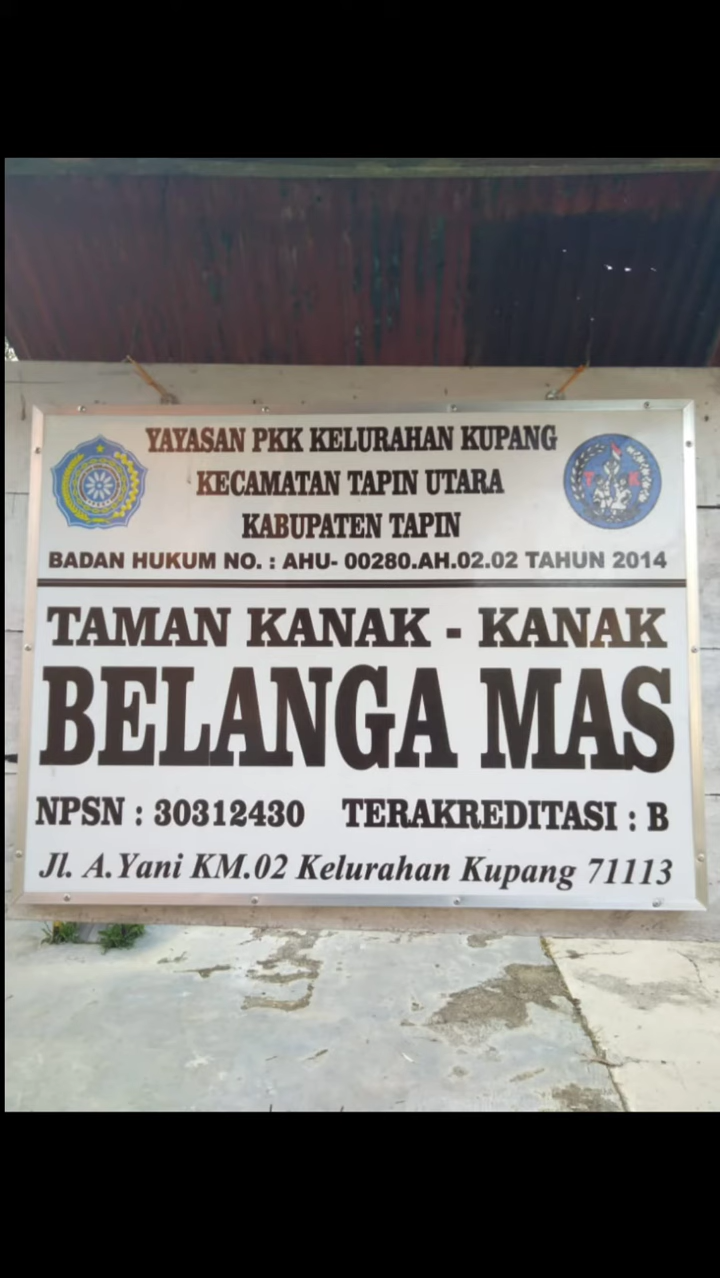 YAYASAN PKK KELURAHAN KUPANG
KECAMATAN TAPIN UTARA
KABUPATEN TAPIN
BADAN HUKUM NO. : AHU- 00280.AH.02.02 TAHUN 2014
TAMAN KANAK - KANAK
BELANGA MAS
NPSN : 30312430 TERAKREDITASI : B
Jl. A.Yani KM.02 Kelurahan Kupang 71113
T K